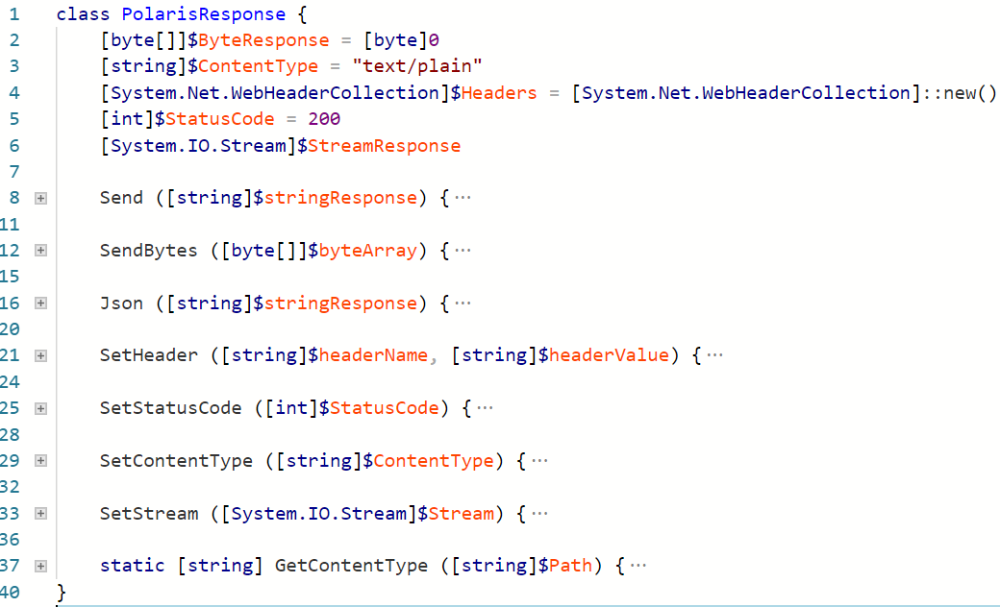 1 class PolarisResponse {
2 [byte[]]$ByteResponse = [byte]0
3 [string]$ContentType = "text/plain"
4 [System.Net.WebHeaderCollection]$Headers = [System.Net.WebHeaderCollection]::new()
5 [int]$StatusCode = 200
6 [System.IO.Stream]$StreamResponse
7
8 Send ([string]$stringResponse) {···
11
12 SendBytes ([byte[]]$byteArray) {···
15
16 Json ([string]$stringResponse) {···
20
21 SetHeader ([string]$headerName, [string]$headerValue) {···
24
25 SetStatusCode ([int]$StatusCode) {···
28
29 SetContentType ([string]$ContentType) {···
32
33 SetStream ([System.IO.Stream]$Stream) {···
36
37 static [string] GetContentType ([string]$Path) {···
40 }